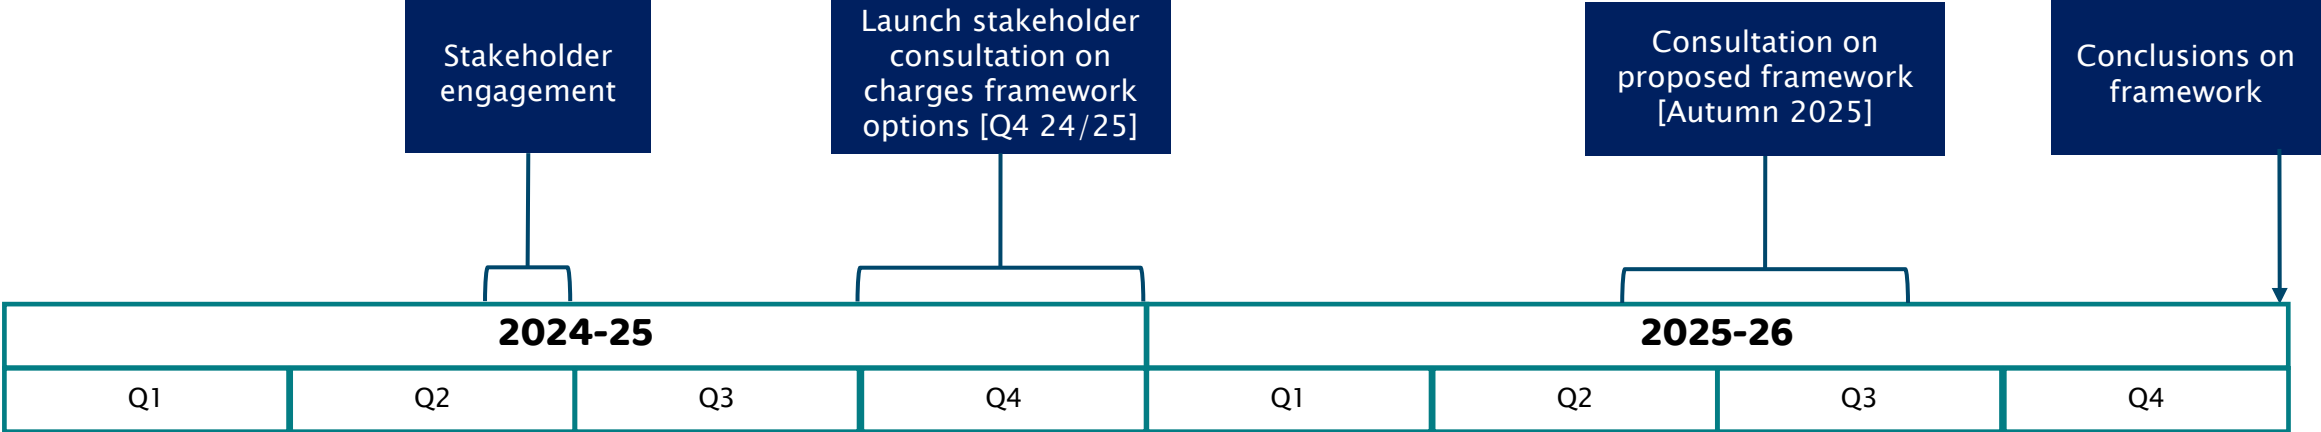 Stakeholder
engagement
Launch stakeholder
consultation on
charges framework
options [Q4 24/25]
Consultation on
proposed framework
[Autumn 2025]
Conclusions on
framework
2024-25
2025-26
Q1
Q2
Q3
Q4
Q1
Q2
Q3
Q4